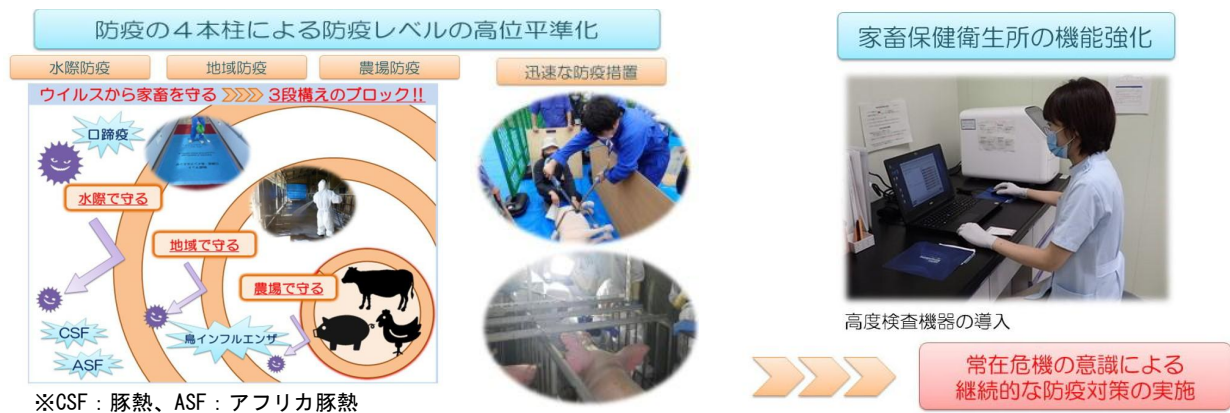 防疫の4本柱による防疫レベルの高位平準化
水際防疫
地域防疫
農場防疫
迅速な防疫措置
ウイルスから家畜を守る 3段構えのブロック!!
口蹄疫
水際で守る
地域で守る
農場で守る
CSF
ASF
鳥インフルエンザ
※CSF：豚熱、ASF：アフリカ豚熱
家畜保健衛生所の機能強化
高度検査機器の導入
常在危機の意識による
継続的な防疫対策の実施